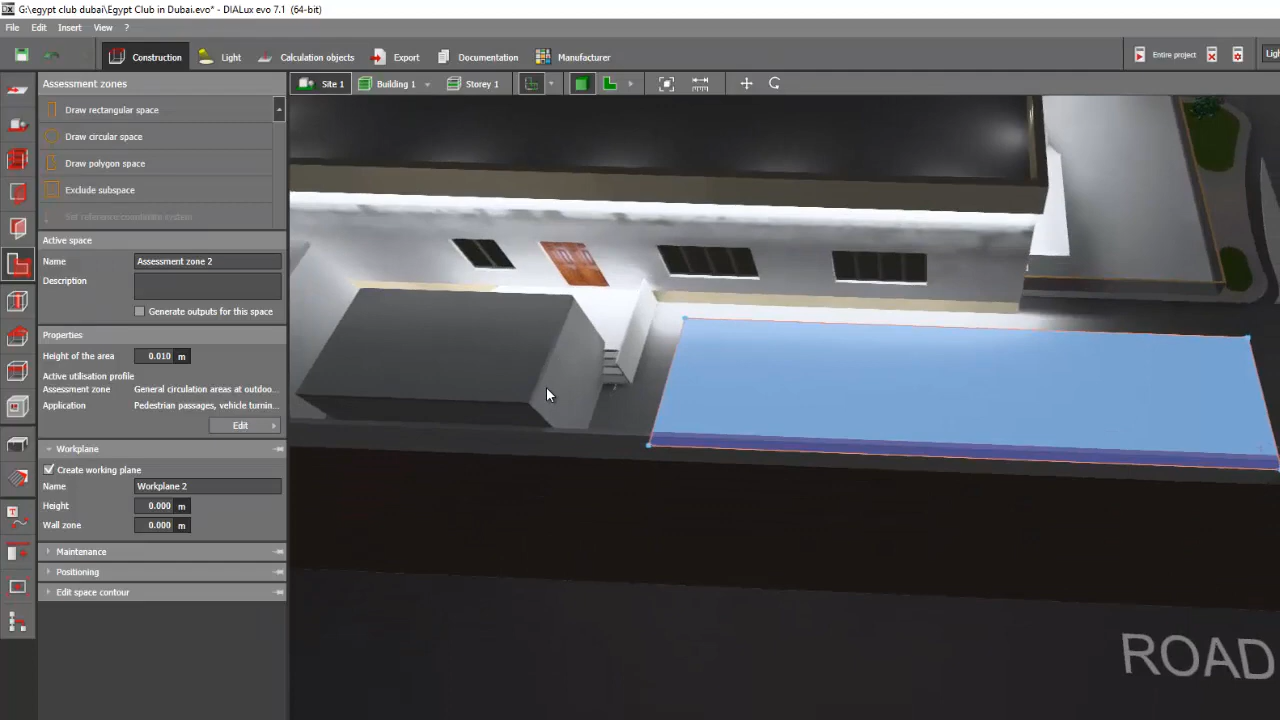 G:\egypt club dubai\Egypt Club in Dubai.evo* - DIALux evo 7.1 (64-bit)
File Edit Insert View ?
Construction Light Calculation objects Export Documentation Manufacturer Entire project
Assessment zones Site 1 Building 1 Storey 1
Draw rectangular space
Draw circular space
Draw polygon space
Exclude subspace
Set reference/coordinate system
Active space
Name Assessment zone 2
Description
Generate outputs for this space
Properties
Height of the area 0.010 m
Active utilisation profile
Assessment zone General circulation areas at outdoo...
Application Pedestrian passages, vehicle turnin...
Edit
Workplane
Create working plane
Name Workplane 2
Height 0.000 m
Wall zone 0.000 m
Maintenance
Positioning
Edit space contour
ROAD